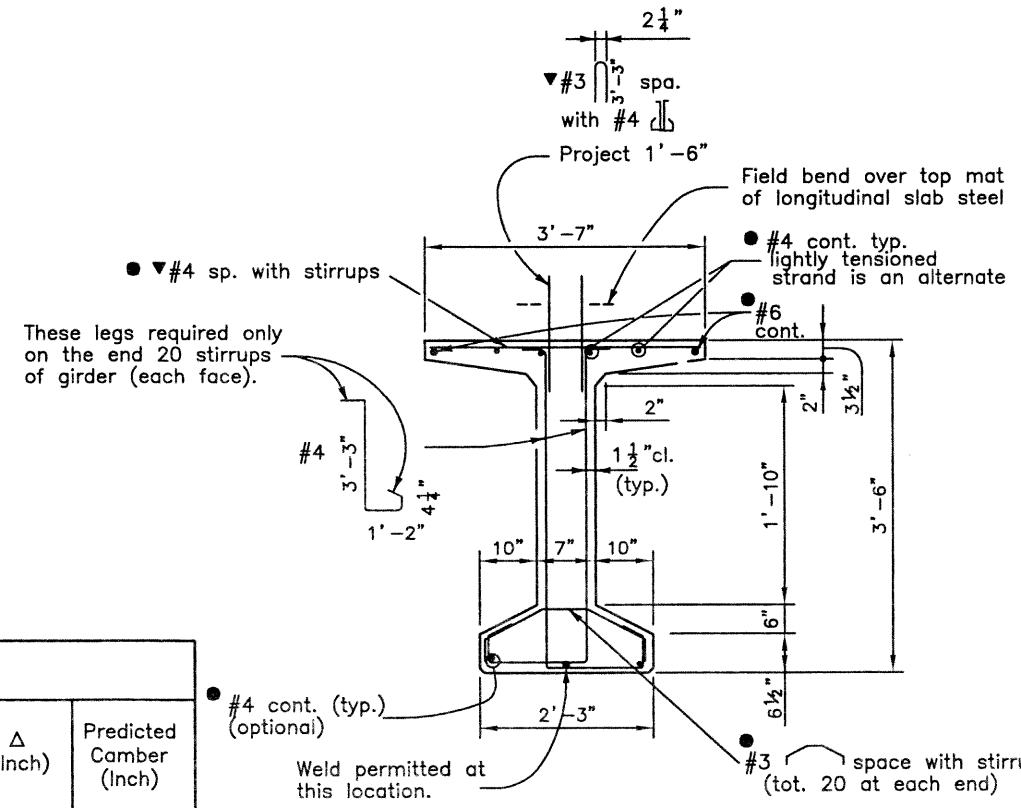 2 1/4"
▼#3 3'-3" spa.
with #4
Project 1'-6"
Field bend over top mat
of longitudinal slab steel
3'-7"
● #4 cont. typ.
lightly tensioned
strand is an alternate
● ▼#4 sp. with stirrups
● #6
cont.
These legs required only
on the end 20 stirrups
of girder (each face).
2"
3 1/2"
2"
#4
3'-3"
4 1/4"
1'-2"
1 1/2" cl.
(typ.)
1'-10"
3'-6"
10"
7"
10"
6"
6 1/2"
● #4 cont. (typ.)
(optional)
2'-3"
Δ
Inch)
Predicted
Camber
(Inch)
Weld permitted at
this location.
● #3 space with stirru
(tot. 20 at each end)